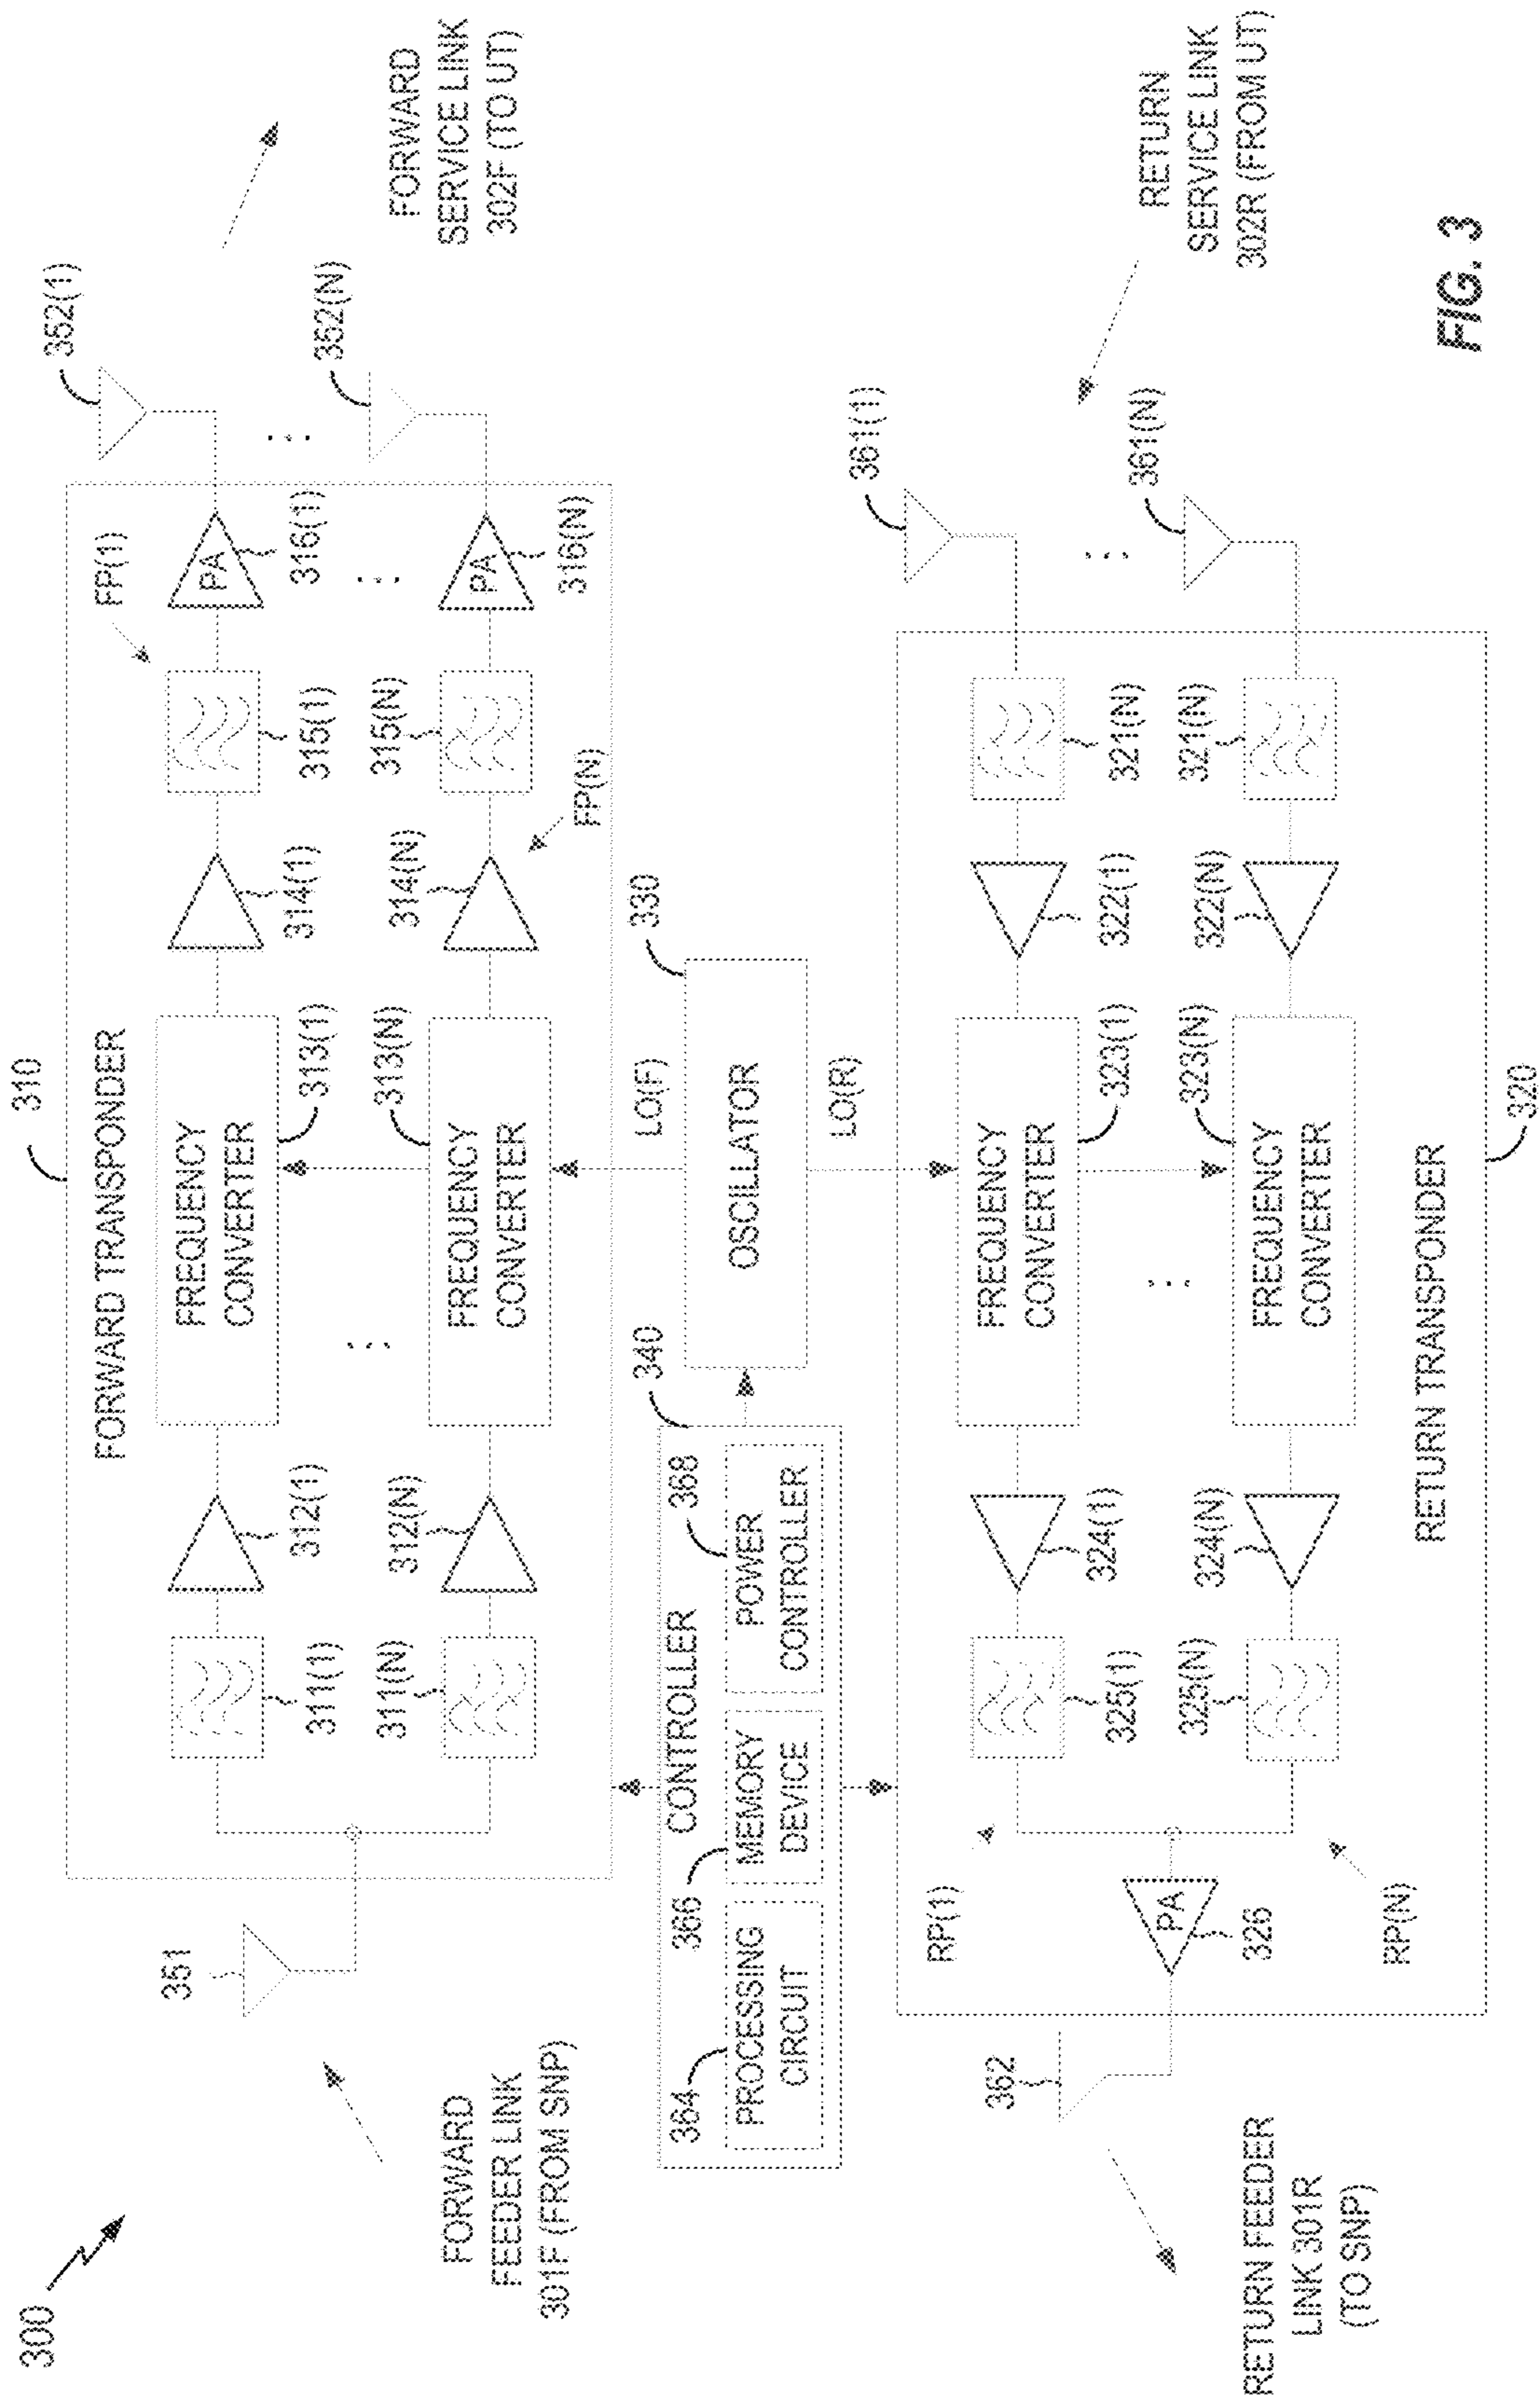 300
310
FORWARD TRANSPONDER
351
FORWARD
FEEDER LINK
301F (FROM SNP)
311(1)
312(1)
FREQUENCY
CONVERTER
313(1)
314(1)
315(1)
FP(1)
PA
316(1)
352(1)
FORWARD
SERVICE LINK
302F (TO UT)
. . .
. . .
. . .
311(N)
312(N)
FREQUENCY
CONVERTER
313(N)
314(N)
315(N)
FP(N)
PA
316(N)
352(N)
CONTROLLER
340
364
PROCESSING
CIRCUIT
366
MEMORY
DEVICE
368
POWER
CONTROLLER
OSCILLATOR
330
LO(F)
LO(R)
RETURN FEEDER
LINK 301R
(TO SNP)
362
PA
326
RP(1)
325(1)
324(1)
FREQUENCY
CONVERTER
323(1)
322(1)
321(N)
361(1)
RETURN
SERVICE LINK
302R (FROM UT)
. . .
. . .
RP(N)
325(N)
324(N)
FREQUENCY
CONVERTER
323(N)
322(N)
321(N)
361(N)
RETURN TRANSPONDER
320
FIG. 3